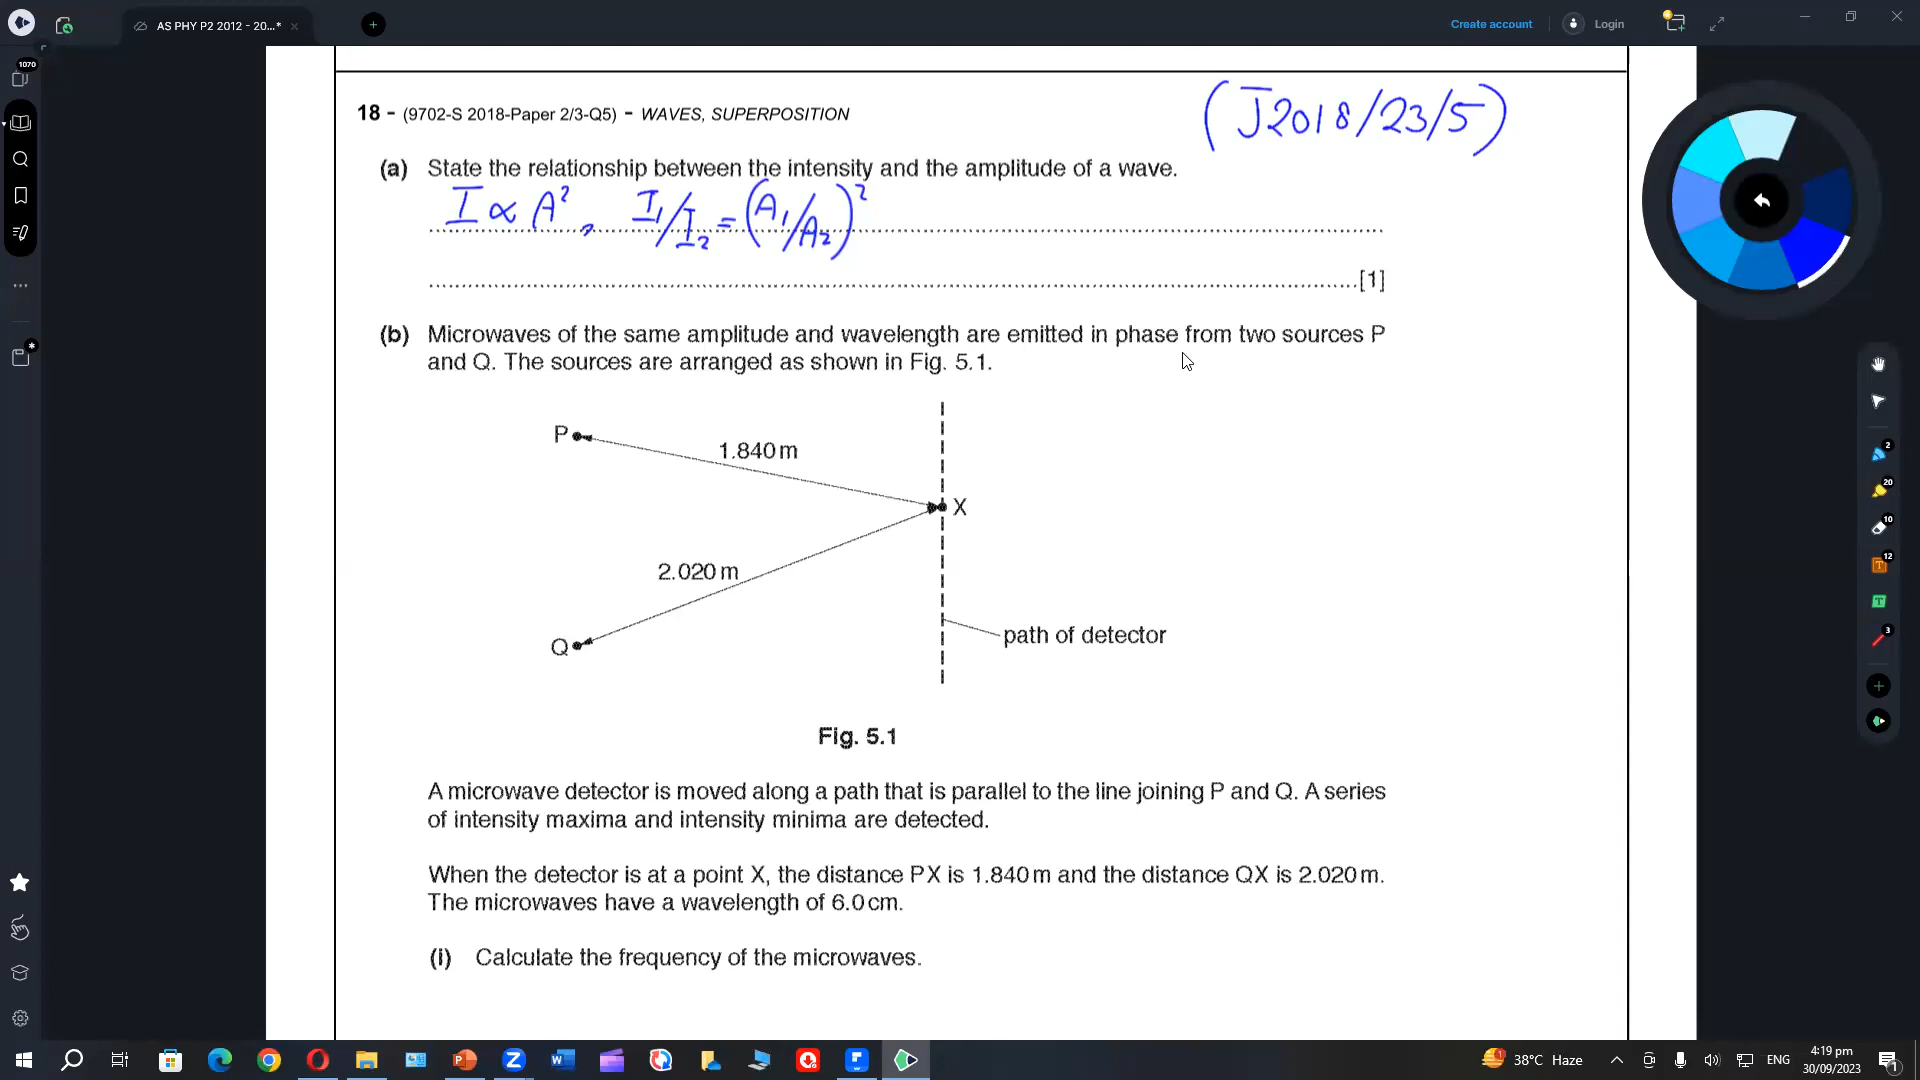 AS PHY P2 2012 - 20...*
Create account
Login
1070
18 - (9702-S 2018-Paper 2/3-Q5) - WAVES, SUPERPOSITION
(J2018/23/5)
(a) State the relationship between the intensity and the amplitude of a wave.
I ∝ A², I₁/I₂ = (A₁/A₂)²
[1]
(b) Microwaves of the same amplitude and wavelength are emitted in phase from two sources P
and Q. The sources are arranged as shown in Fig. 5.1.
P
1.840 m
X
2.020 m
Q
path of detector
Fig. 5.1
A microwave detector is moved along a path that is parallel to the line joining P and Q. A series
of intensity maxima and intensity minima are detected.
When the detector is at a point X, the distance PX is 1.840 m and the distance QX is 2.020 m.
The microwaves have a wavelength of 6.0 cm.
(i) Calculate the frequency of the microwaves.
2
20
10
12
3
38°C Haze
ENG
4:19 pm
30/09/2023